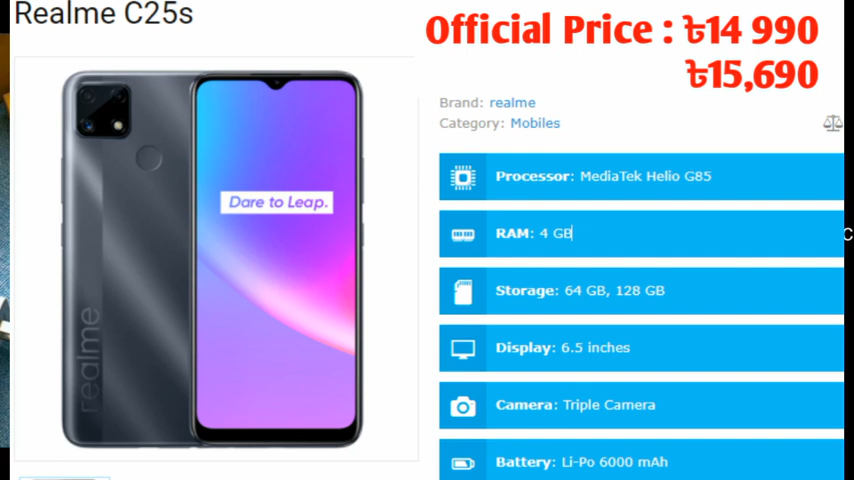 Realme C25s
Official Price : ৳14 990
৳15,690
Brand: realme
Category: Mobiles
Processor: MediaTek Helio G85
RAM: 4 GB
Storage: 64 GB, 128 GB
Display: 6.5 inches
Camera: Triple Camera
Battery: Li-Po 6000 mAh
Dare to Leap.
realme
C